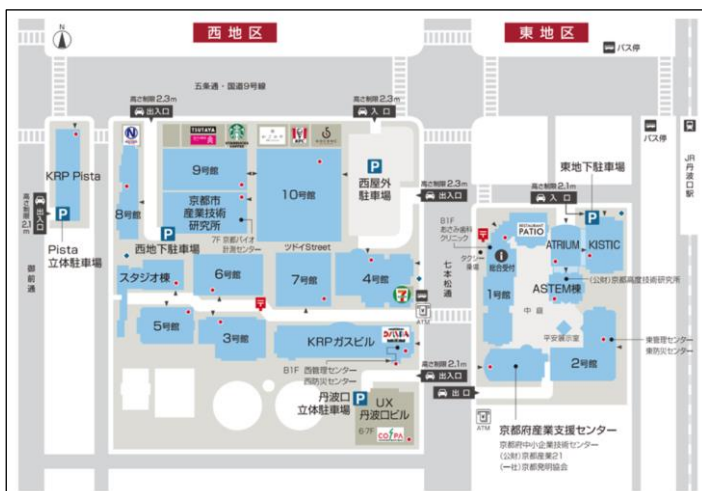 西地区
東地区
N
バス停
五条通・国道9号線
高さ制限 2.3m
出入口
高さ制限 2.3m
入口
TSUTAYA
STARBUCKS COFFEE
KFC
KRP Pista
P
高さ制限 2.1m
出入口
Pista
立体駐車場
御前通
8号館
9号館
京都市
産業技術
研究所
7F 京都バイオ
計測センター
10号館
P
西屋外
駐車場
高さ制限 2.3m
出入口
P
西地下駐車場
ツドイStreet
スタジオ棟
6号館
7号館
4号館
5号館
3号館
KRPガスビル
B1F 西管理センター
西防災センター
七本松通
ATM
高さ制限 2.1m
出入口
丹波口
P
立体駐車場
UX
丹波口ビル
6・7F
COSPA
バス停
JR丹波口駅
東地下駐車場
高さ制限 2.1m
入口
P
B1F
あさみ歯科
クリニック
RESTAURANT
PATIO
タクシー
乗場
総合受付
ATRIUM
KISTIC
(公財)京都高度技術研究所
ASTEM棟
1号館
中庭
平安展示室
東管理センター
東防災センター
2号館
出口
ATM
京都府産業支援センター
京都府中小企業技術センター
(公財)京都産業21
(一社)京都発明協会